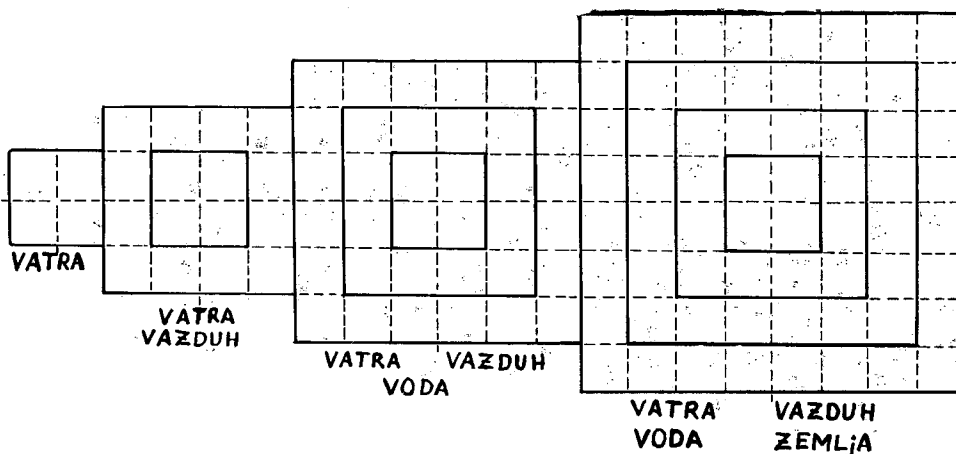 VATRA
VATRA
VAZDUH
VATRA VAZDUH
VODA
VATRA VAZDUH
VODA ZEMLjA